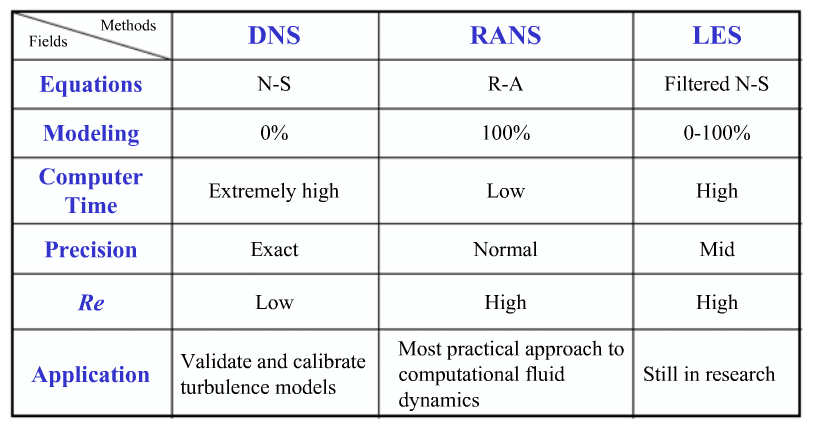 Methods
Fields
DNS
RANS
LES
Equations
N-S
R-A
Filtered N-S
Modeling
0%
100%
0-100%
Computer
Time
Extremely high
Low
High
Precision
Exact
Normal
Mid
Re
Low
High
High
Application
Validate and calibrate
turbulence models
Most practical approach to
computational fluid
dynamics
Still in research